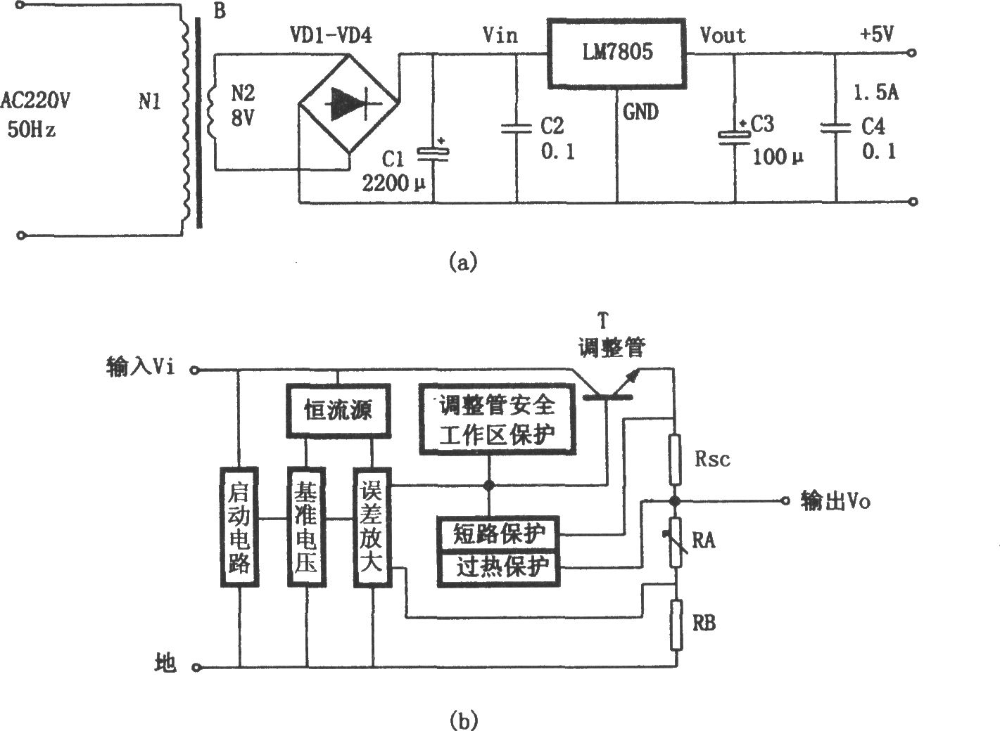 B
VD1-VD4
Vin
LM7805
Vout
+5V
AC220V
50Hz
N1
N2
8V
GND
1.5A
C1
2200μ
+
C2
0.1
+
C3
100μ
C4
0.1
(a)
T
调整管
输入Vi
恒流源
调整管安全
工作区保护
Rsc
启动电路
基准电压
误差放大
短路保护
过热保护
输出Vo
RA
RB
地
(b)